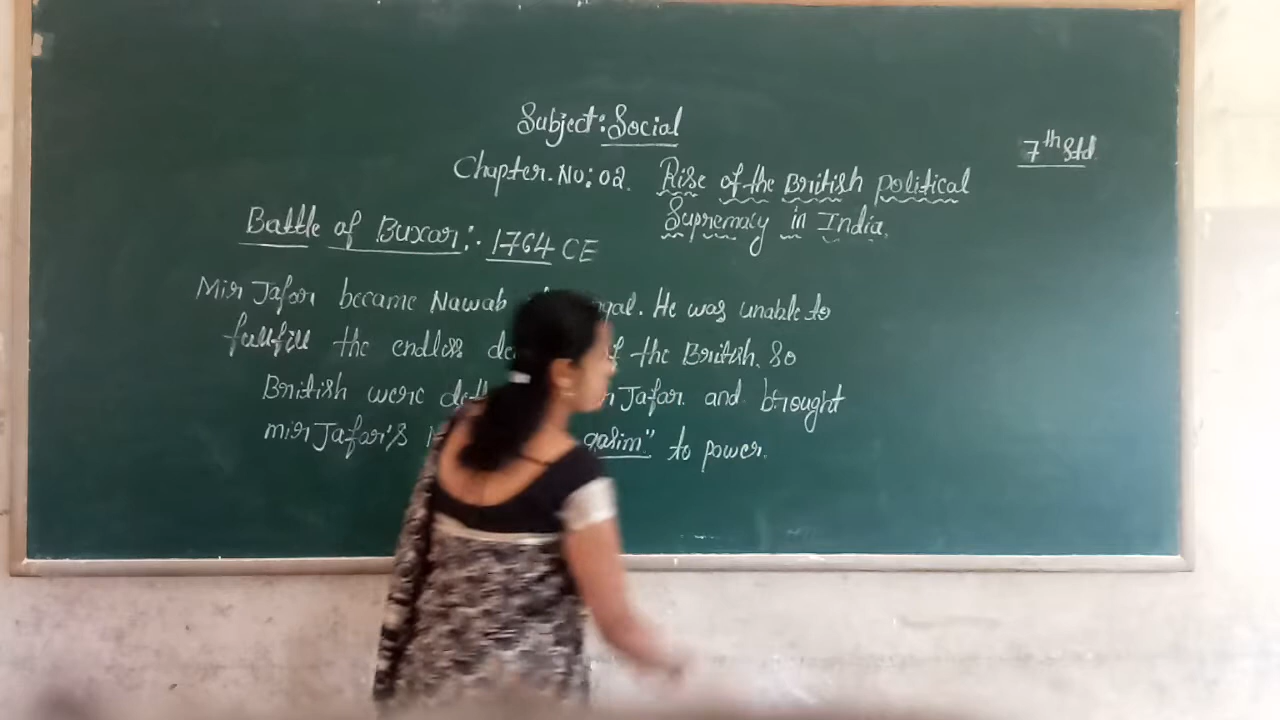 Subject: Social
7th Std
Chapter.No: 02. Rise of the British political
Supremacy in India.
Battle of Buxar:- 1764 CE
Mir Jafar became Nawab gal. He was unable to
fullfill the endless de f the British. So
British were deth r Jafar and brought
mir Jafar's qasim" to power.